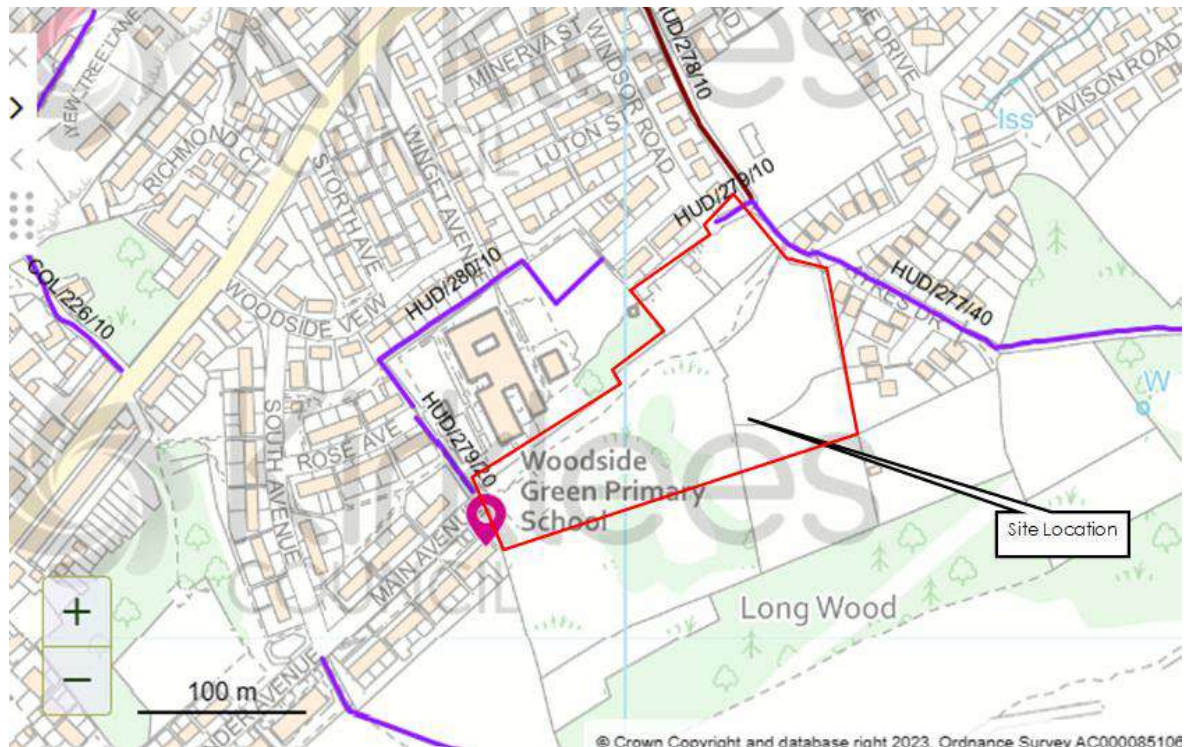 NEW TREE LANE
RICHMOND CT
STORTH AVE
WINGET AVENUE
MINERVA ST
LUTON ST
WINDSOR ROAD
HUD/278/10
HUD/279/10
DRIVE
AVISON ROAD
Iss
COUNCIL
COL/226/10
WOODSIDE VIEW
HUD/280/10
HUD/277/40
HUD/279/20
SOUTH AVENUE
ROSE AVE
MAIN AVENUE
Woodside
Green Primary
School
W
Site Location
Kirklees
COUNCIL
Long Wood
+
−
100 m
© Crown Copyright and database right 2023. Ordnance Survey AC000085106